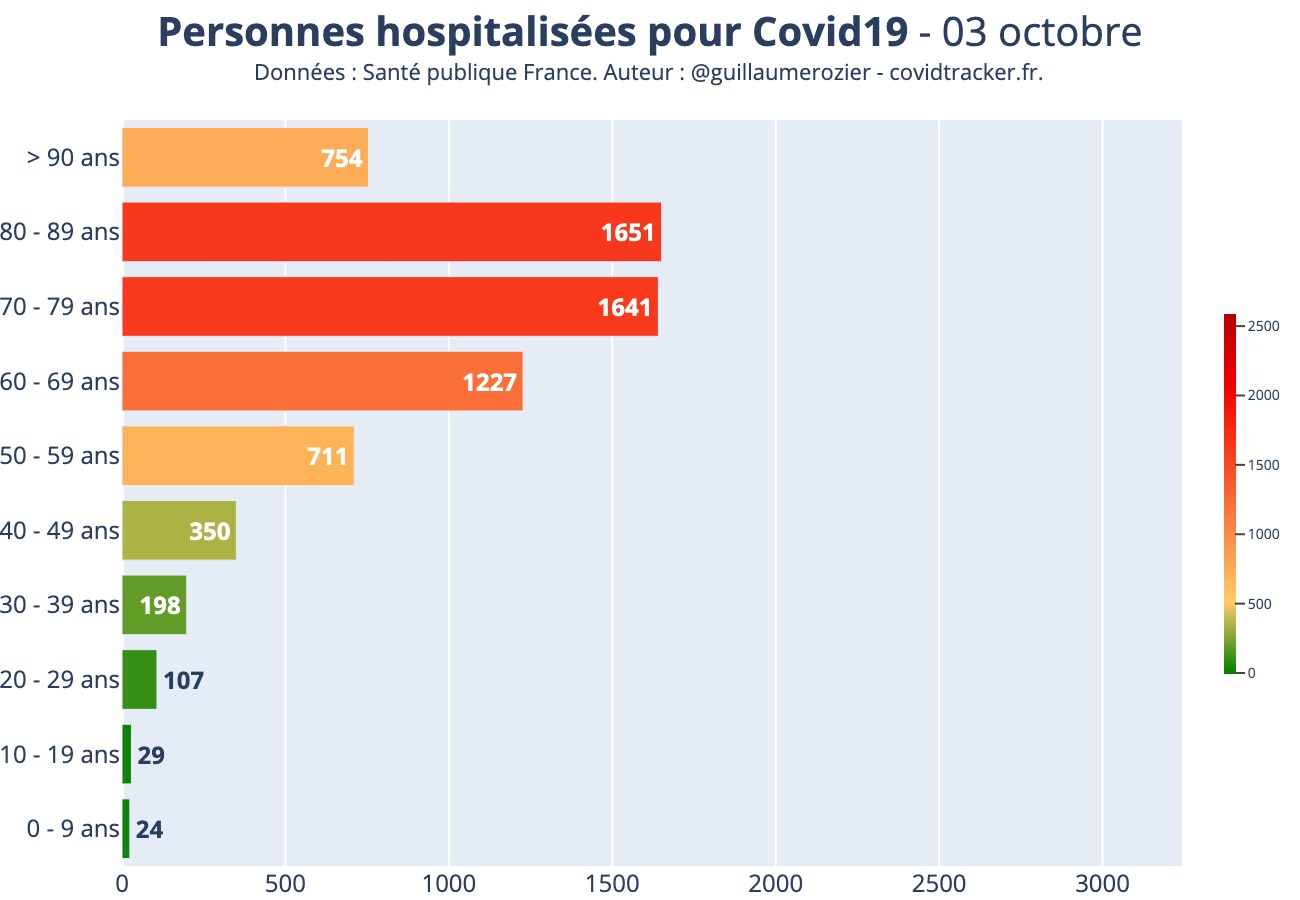 Personnes hospitalisées pour Covid19 - 03 octobre
Données : Santé publique France. Auteur : @guillaumerozier - covidtracker.fr.
> 90 ans 754
80 - 89 ans 1651
70 - 79 ans 1641
60 - 69 ans 1227
50 - 59 ans 711
40 - 49 ans 350
30 - 39 ans 198
20 - 29 ans 107
10 - 19 ans 29
0 - 9 ans 24
0 500 1000 1500 2000 2500 3000
2500
2000
1500
1000
500
0